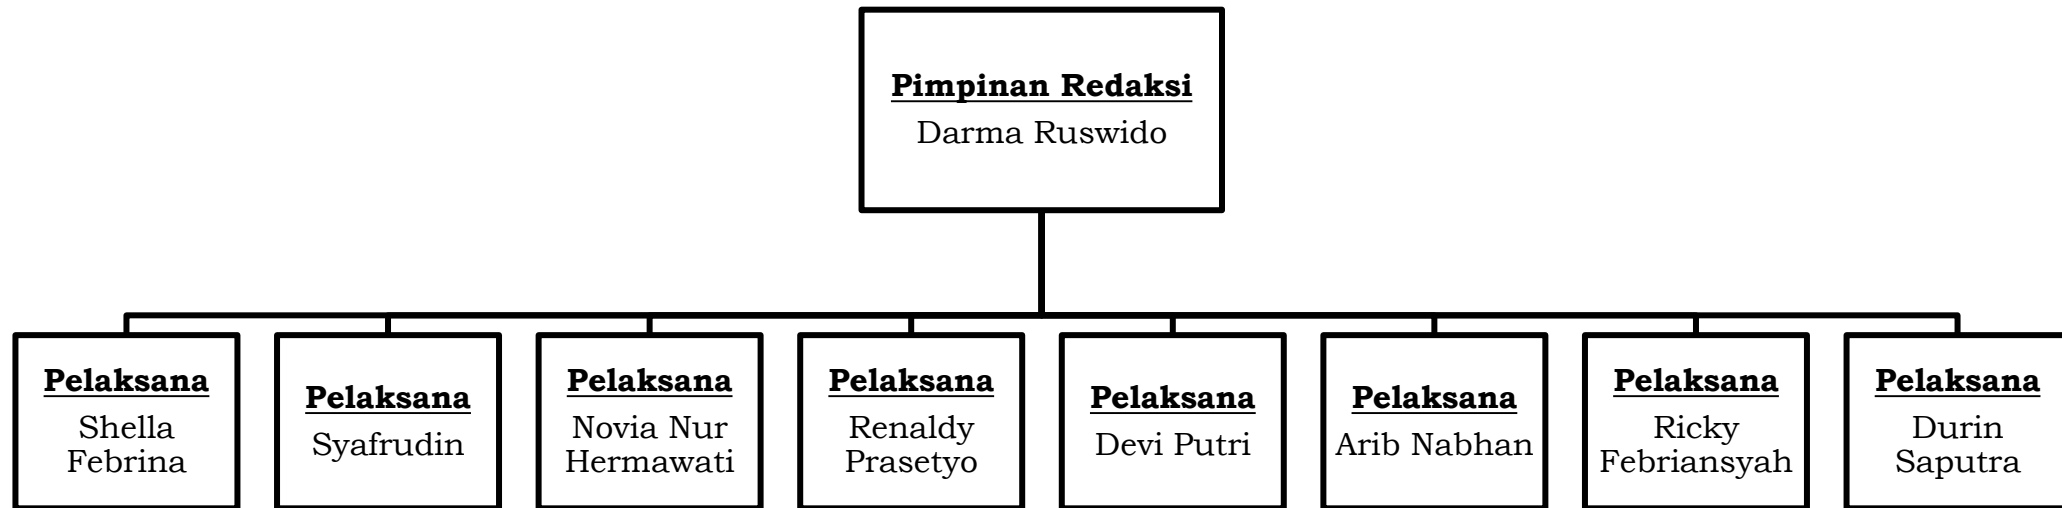 Pimpinan Redaksi
Darma Ruswido
Pelaksana
Shella
Febrina
Pelaksana
Syafrudin
Pelaksana
Novia Nur
Hermawati
Pelaksana
Renaldy
Prasetyo
Pelaksana
Devi Putri
Pelaksana
Arib Nabhan
Pelaksana
Ricky
Febriansyah
Pelaksana
Durin
Saputra